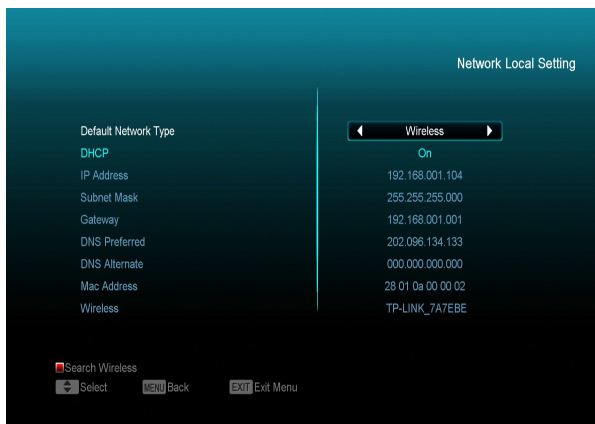 Network Local Setting
Default Network Type Wireless
DHCP On
IP Address 192.168.001.104
Subnet Mask 255.255.255.000
Gateway 192.168.001.001
DNS Preferred 202.096.134.133
DNS Alternate 000.000.000.000
Mac Address 28 01 0a 00 00 02
Wireless TP-LINK_7A7EBE
Search Wireless
Select MENU Back EXIT Exit Menu